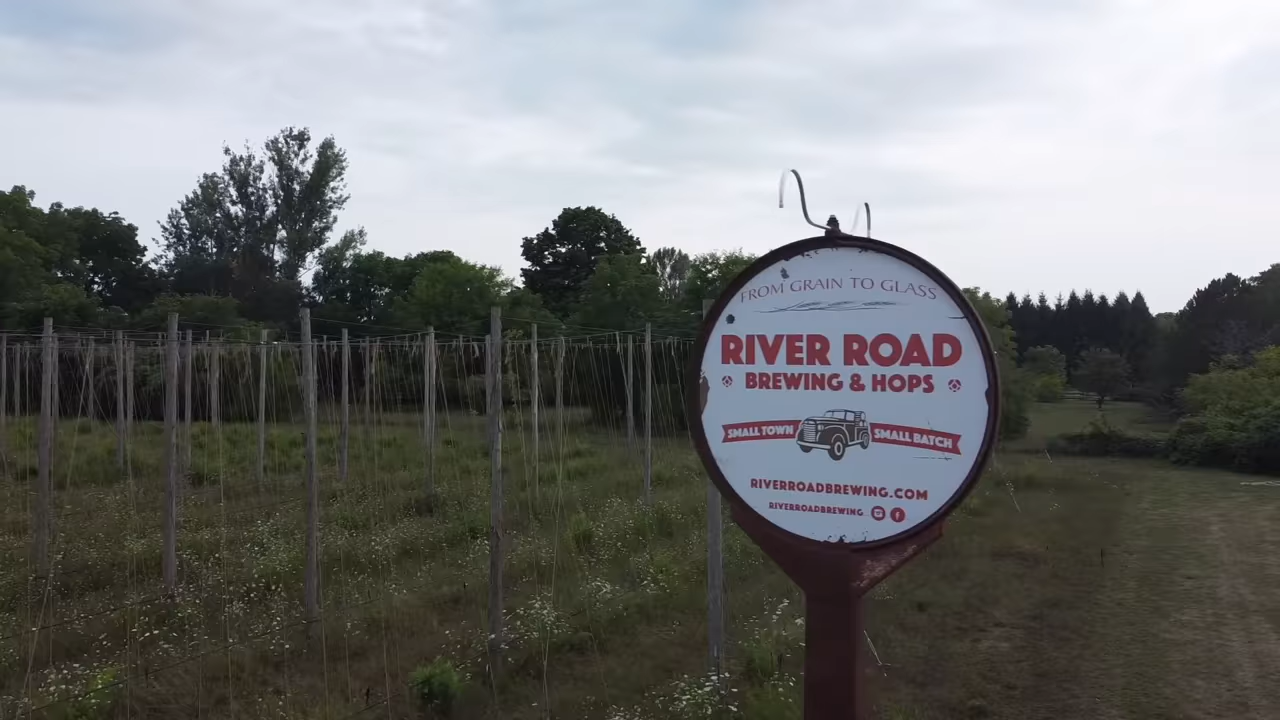 FROM GRAIN TO GLASS
RIVER ROAD
BREWING & HOPS
SMALL TOWN SMALL BATCH
RIVERROADBREWING.COM
RIVERROADBREWING